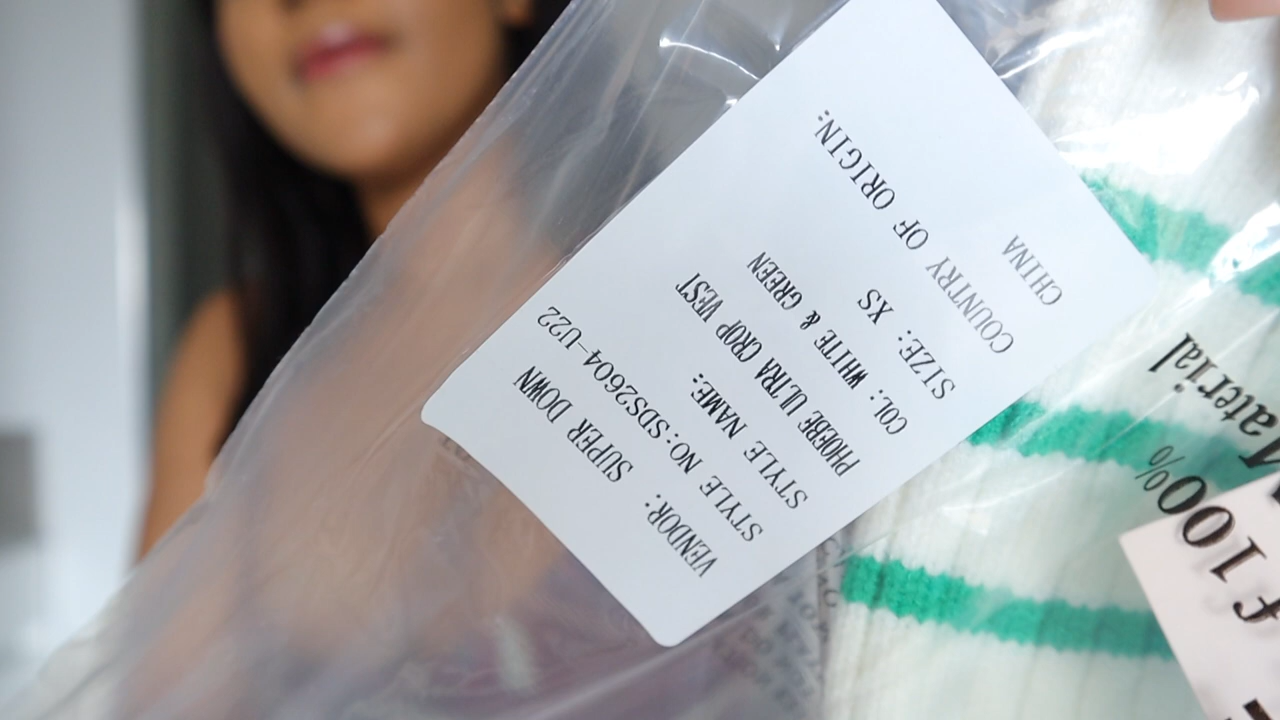 VENDOR: SUPER DOWN
STYLE NO:SDS2604-U22
STYLE NAME:
PHOEBE ULTRA CROP VEST
COL: WHITE & GREEN
SIZE: XS
COUNTRY OF ORIGIN:
CHINA
f 100%
Material